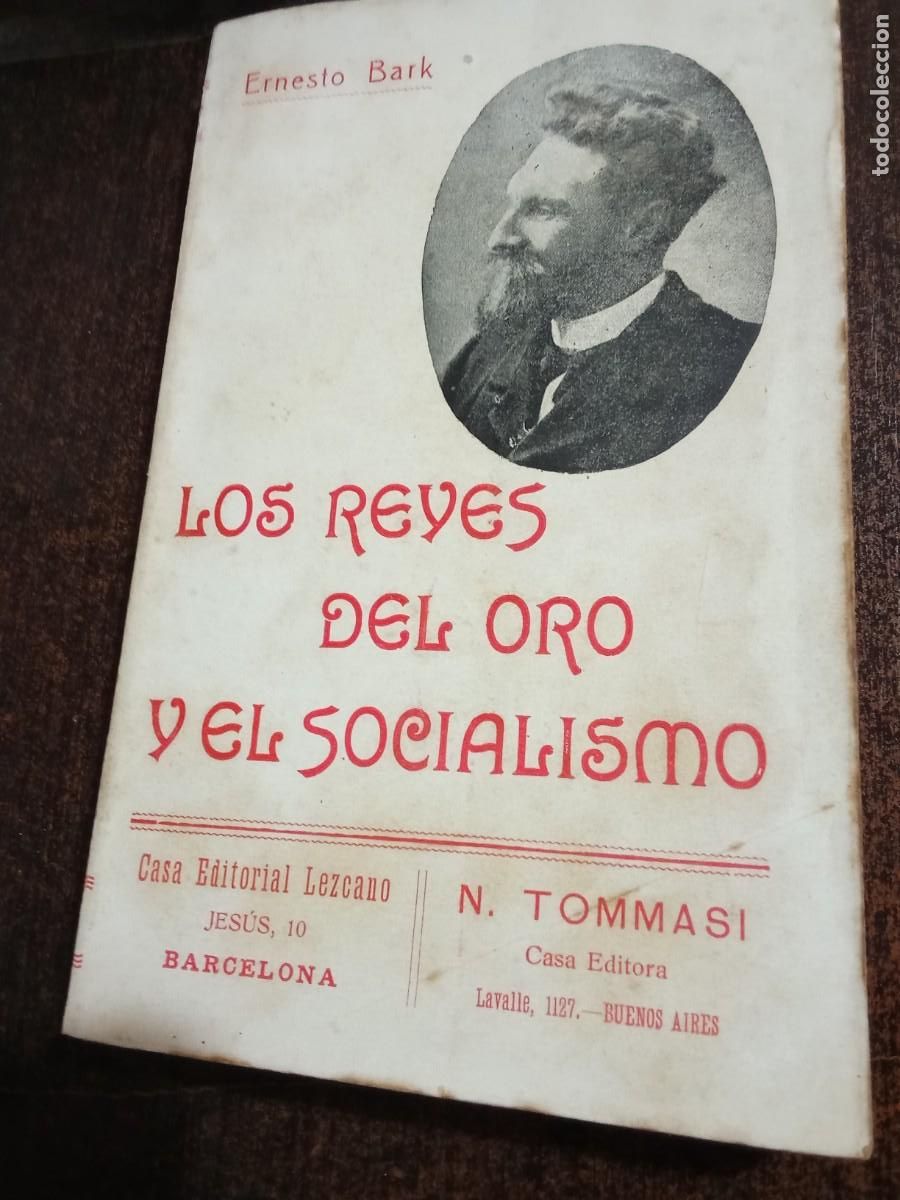 Ernesto Bark
LOS REYES
DEL ORO
Y EL SOCIALISMO
Casa Editorial Lezcano
JESÚS, 10
BARCELONA
N. TOMMASI
Casa Editora
Lavalle, 1127.—BUENOS AIRES
todocoleccion